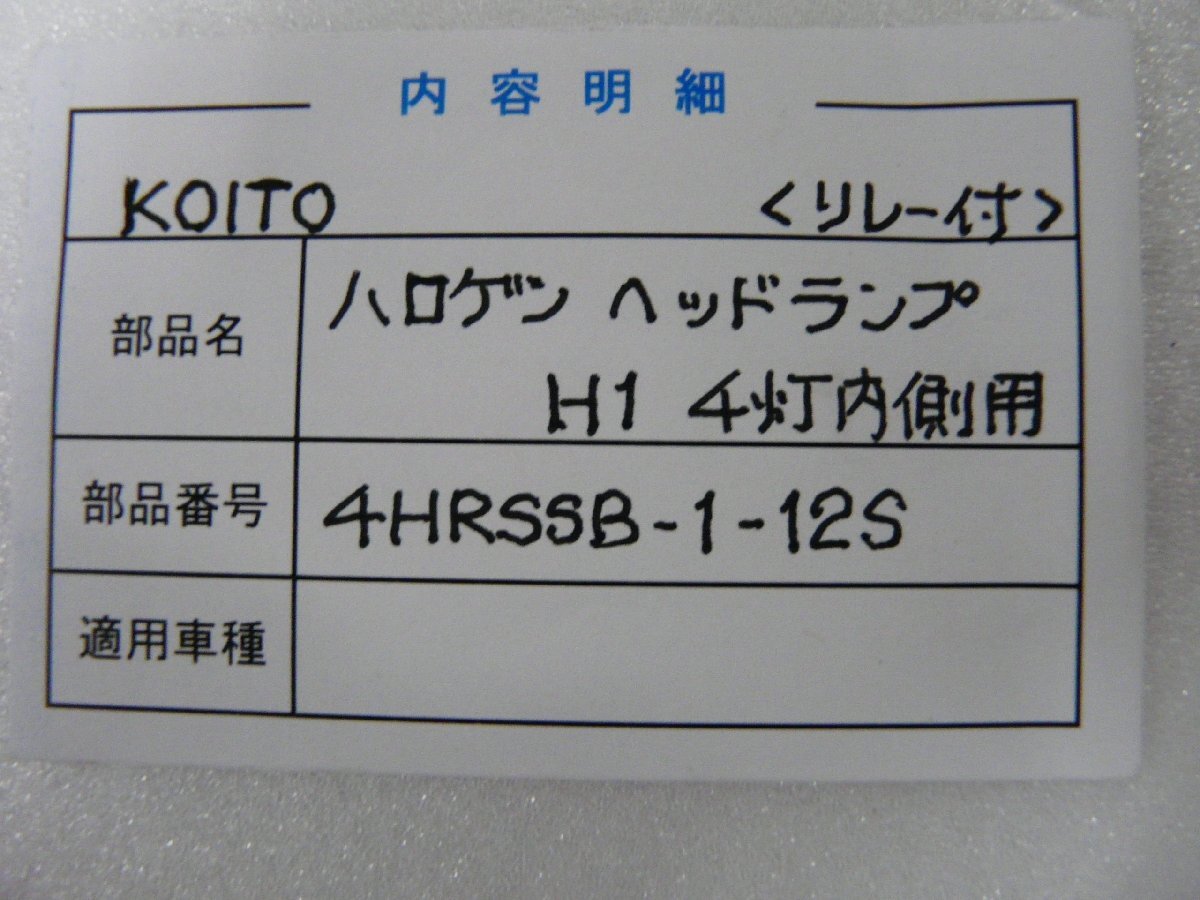 内容明細
KOITO <リレー付>
部品名 ハロゲン ヘッドランプ
H1 4灯内側用
部品番号 4HRSSB-1-12S
適用車種